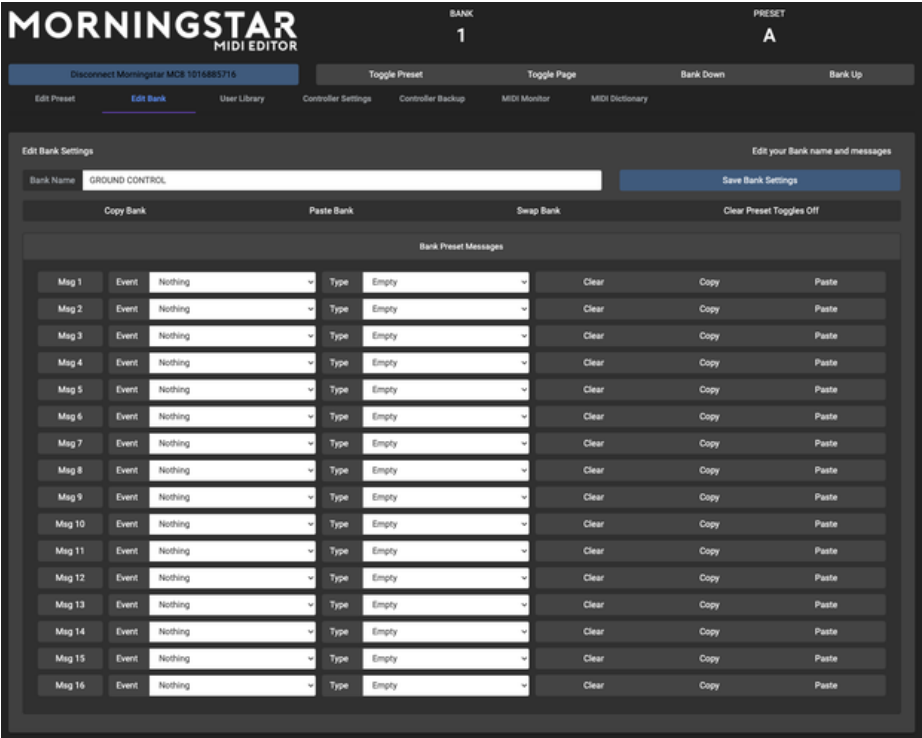 MORNINGSTAR
MIDI EDITOR
BANK
1
PRESET
A
Disconnect Morningstar MC8 1016885716
Toggle Preset Toggle Page Bank Down Bank Up
Edit Preset Edit Bank User Library Controller Settings Controller Backup MIDI Monitor MIDI Dictionary
Edit Bank Settings Edit your Bank name and messages
Bank Name GROUND CONTROL Save Bank Settings
Copy Bank Paste Bank Swap Bank Clear Preset Toggles Off
Bank Preset Messages
Msg 1 Event Nothing Type Empty Clear Copy Paste
Msg 2 Event Nothing Type Empty Clear Copy Paste
Msg 3 Event Nothing Type Empty Clear Copy Paste
Msg 4 Event Nothing Type Empty Clear Copy Paste
Msg 5 Event Nothing Type Empty Clear Copy Paste
Msg 6 Event Nothing Type Empty Clear Copy Paste
Msg 7 Event Nothing Type Empty Clear Copy Paste
Msg 8 Event Nothing Type Empty Clear Copy Paste
Msg 9 Event Nothing Type Empty Clear Copy Paste
Msg 10 Event Nothing Type Empty Clear Copy Paste
Msg 11 Event Nothing Type Empty Clear Copy Paste
Msg 12 Event Nothing Type Empty Clear Copy Paste
Msg 13 Event Nothing Type Empty Clear Copy Paste
Msg 14 Event Nothing Type Empty Clear Copy Paste
Msg 15 Event Nothing Type Empty Clear Copy Paste
Msg 16 Event Nothing Type Empty Clear Copy Paste